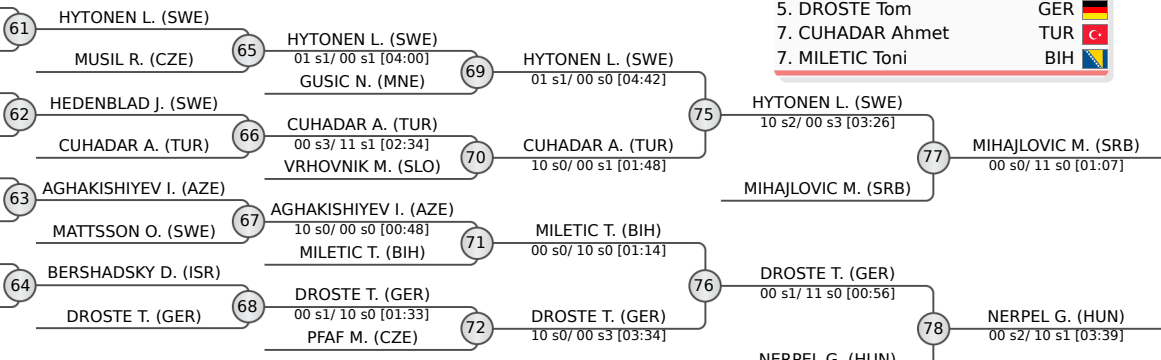 5. DROSTE Tom GER
7. CUHADAR Ahmet TUR
7. MILETIC Toni BIH
61
HYTONEN L. (SWE)
MUSIL R. (CZE)
62
HEDENBLAD J. (SWE)
CUHADAR A. (TUR)
63
AGHAKISHIYEV I. (AZE)
MATTSSON O. (SWE)
64
BERSHADSKY D. (ISR)
DROSTE T. (GER)
65
HYTONEN L. (SWE)
01 s1/ 00 s1 [04:00]
GUSIC N. (MNE)
66
CUHADAR A. (TUR)
00 s3/ 11 s1 [02:34]
VRHOVNIK M. (SLO)
67
AGHAKISHIYEV I. (AZE)
10 s0/ 00 s0 [00:48]
MILETIC T. (BIH)
68
DROSTE T. (GER)
00 s1/ 10 s0 [01:33]
PFAF M. (CZE)
69
HYTONEN L. (SWE)
01 s1/ 00 s0 [04:42]
70
CUHADAR A. (TUR)
10 s0/ 00 s1 [01:48]
71
MILETIC T. (BIH)
00 s0/ 10 s0 [01:14]
72
DROSTE T. (GER)
10 s0/ 00 s3 [03:34]
75
HYTONEN L. (SWE)
10 s2/ 00 s3 [03:26]
MIHAJLOVIC M. (SRB)
76
DROSTE T. (GER)
00 s1/ 11 s0 [00:56]
NERPEL G. (HUN)
77
MIHAJLOVIC M. (SRB)
00 s0/ 11 s0 [01:07]
78
NERPEL G. (HUN)
00 s2/ 10 s1 [03:39]